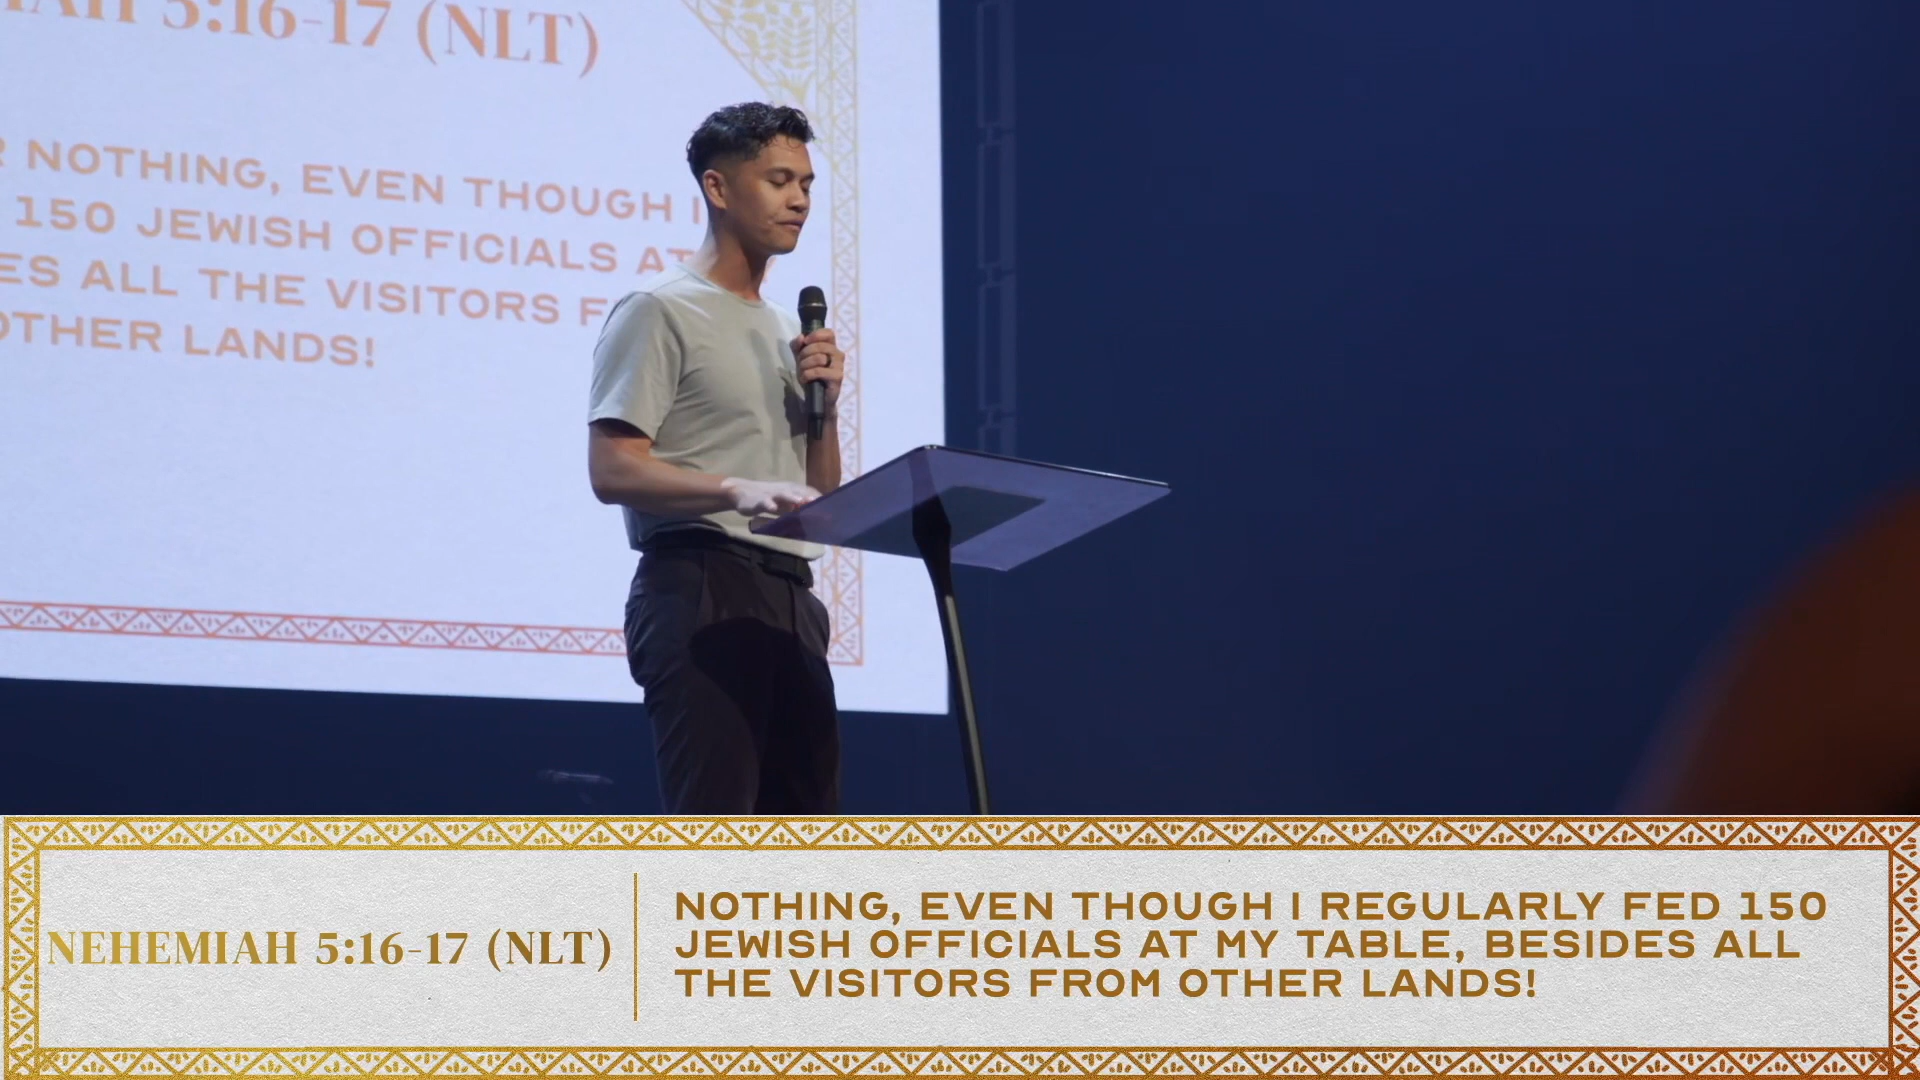 5:16-17 (NLT)
NOTHING, EVEN THOUGH I
150 JEWISH OFFICIALS AT
ALL THE VISITORS
OTHER LANDS!
NEHEMIAH 5:16-17 (NLT)
NOTHING, EVEN THOUGH I REGULARLY FED 150
JEWISH OFFICIALS AT MY TABLE, BESIDES ALL
THE VISITORS FROM OTHER LANDS!